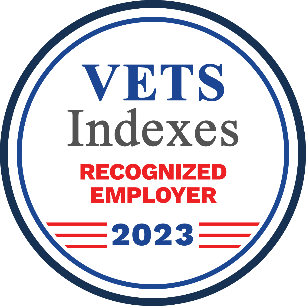 VETS
Indexes
RECOGNIZED
EMPLOYER
2023